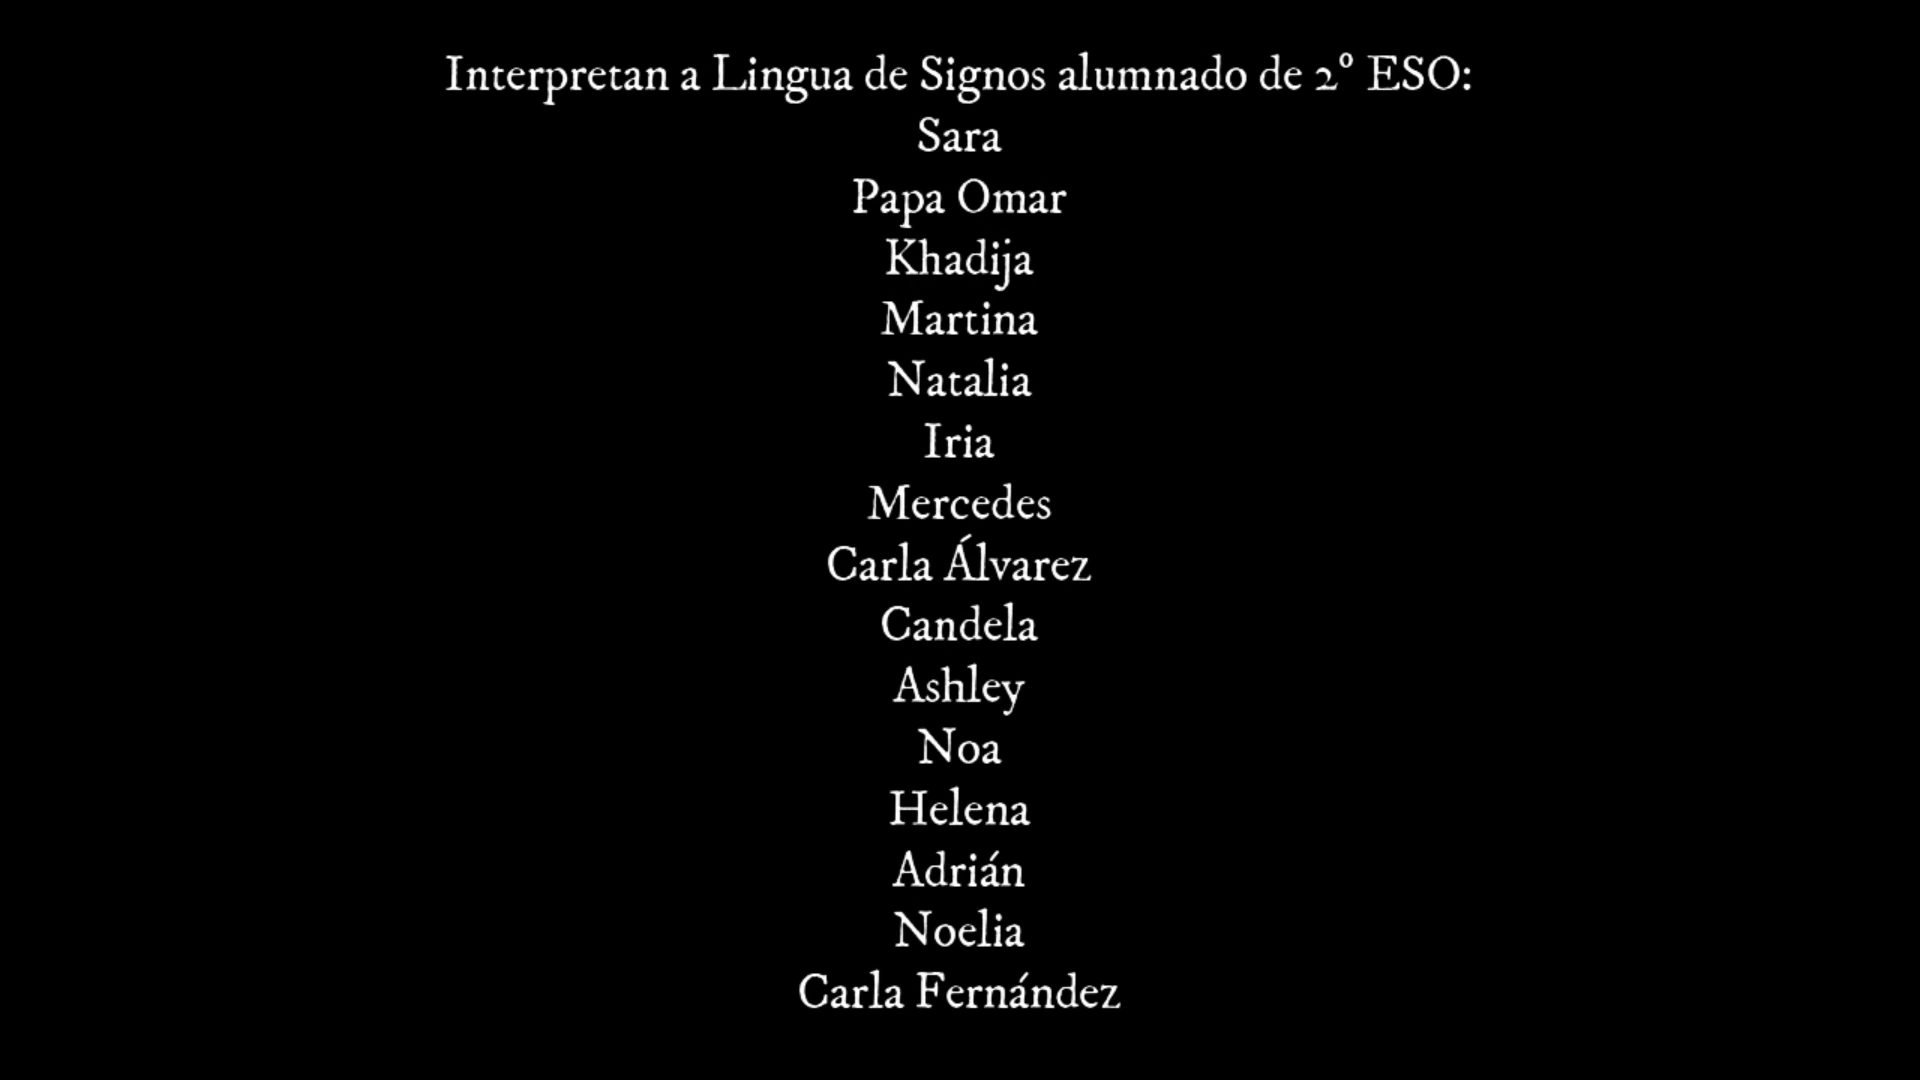 Interpretan a Lingua de Signos alumnado de 2º ESO:
Sara
Papa Omar
Khadija
Martina
Natalia
Iria
Mercedes
Carla Álvarez
Candela
Ashley
Noa
Helena
Adrián
Noelia
Carla Fernández